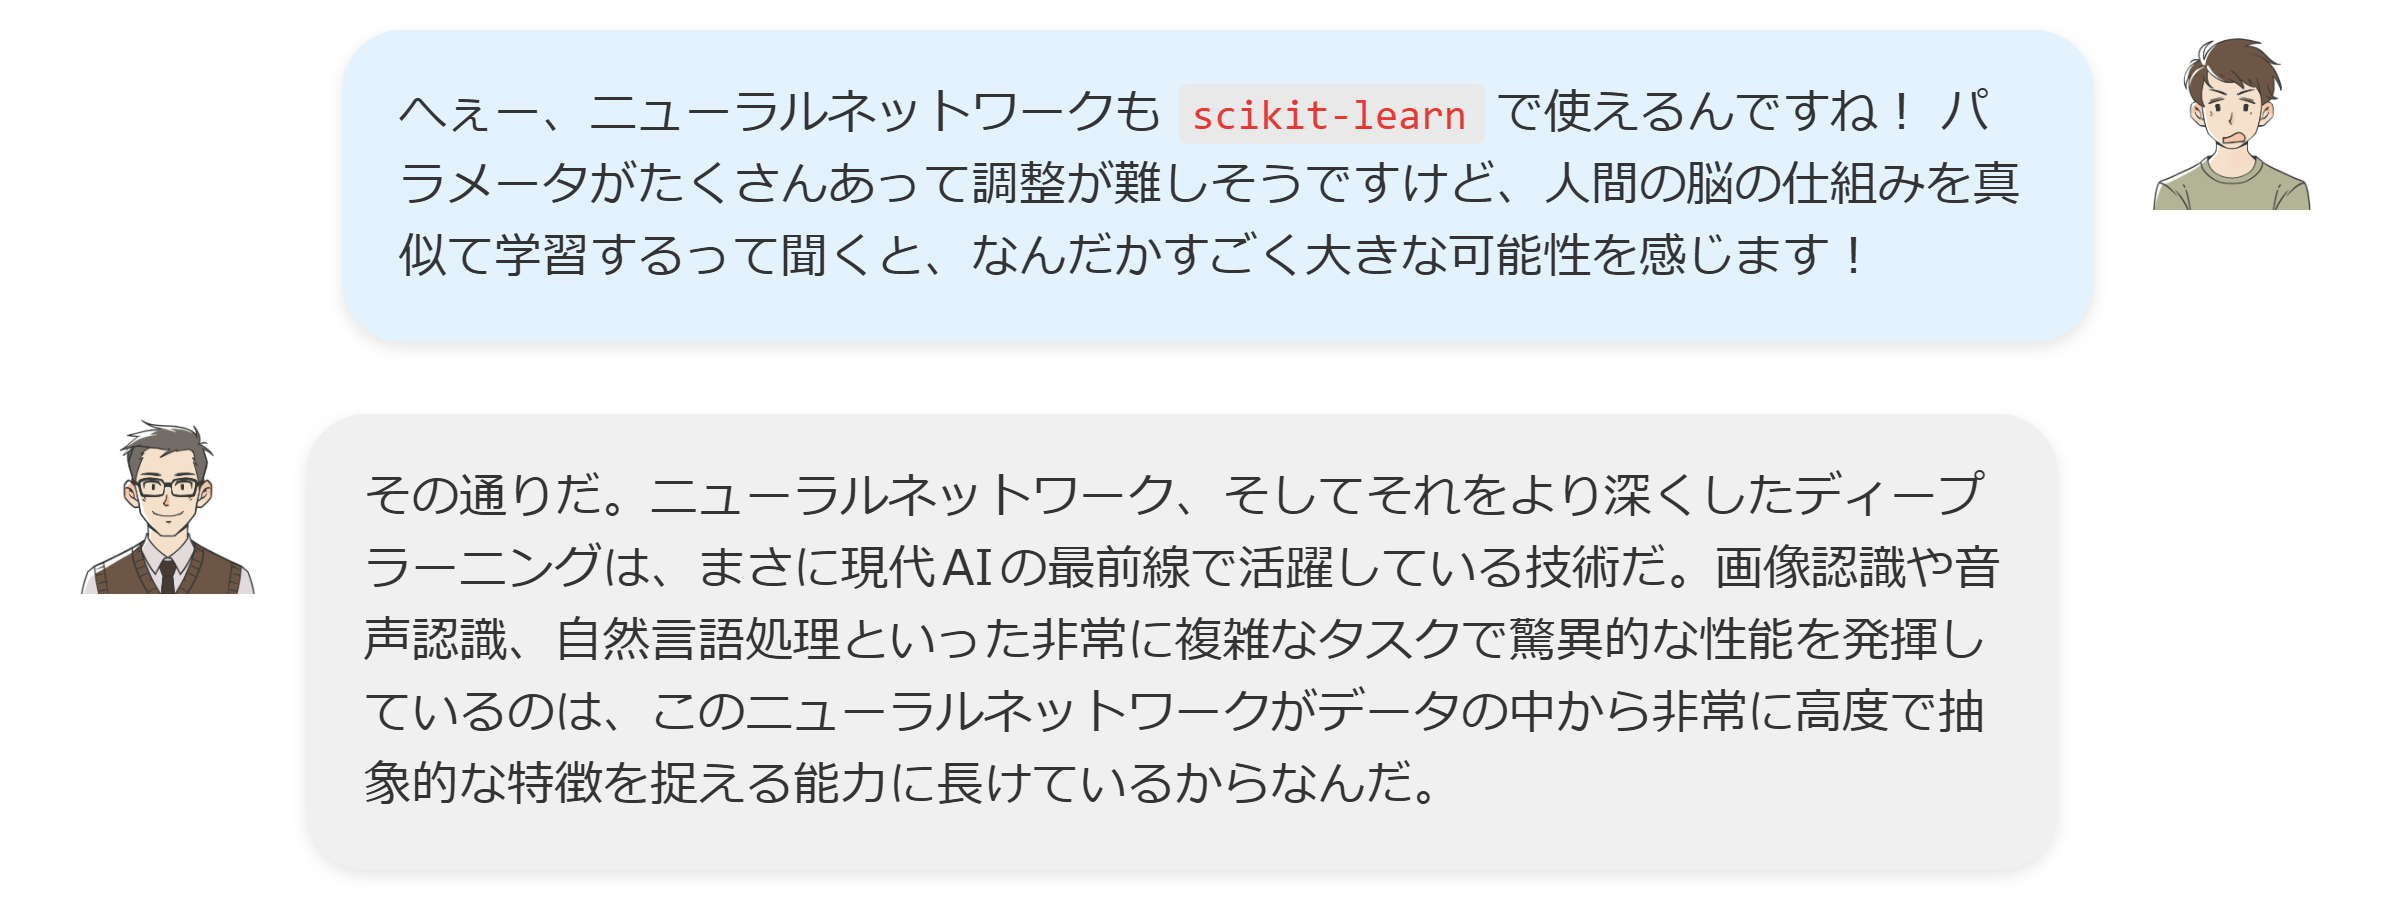 へぇー、ニューラルネットワークも scikit-learn で使えるんですね！ パ
ラメータがたくさんあって調整が難しそうですけど、人間の脳の仕組みを真
似て学習するって聞くと、なんだかすごく大きな可能性を感じます！
その通りだ。ニューラルネットワーク、そしてそれをより深くしたディープ
ラーニングは、まさに現代AIの最前線で活躍している技術だ。画像認識や音
声認識、自然言語処理といった非常に複雑なタスクで驚異的な性能を発揮し
ているのは、このニューラルネットワークがデータの中から非常に高度で抽
象的な特徴を捉える能力に長けているからなんだ。